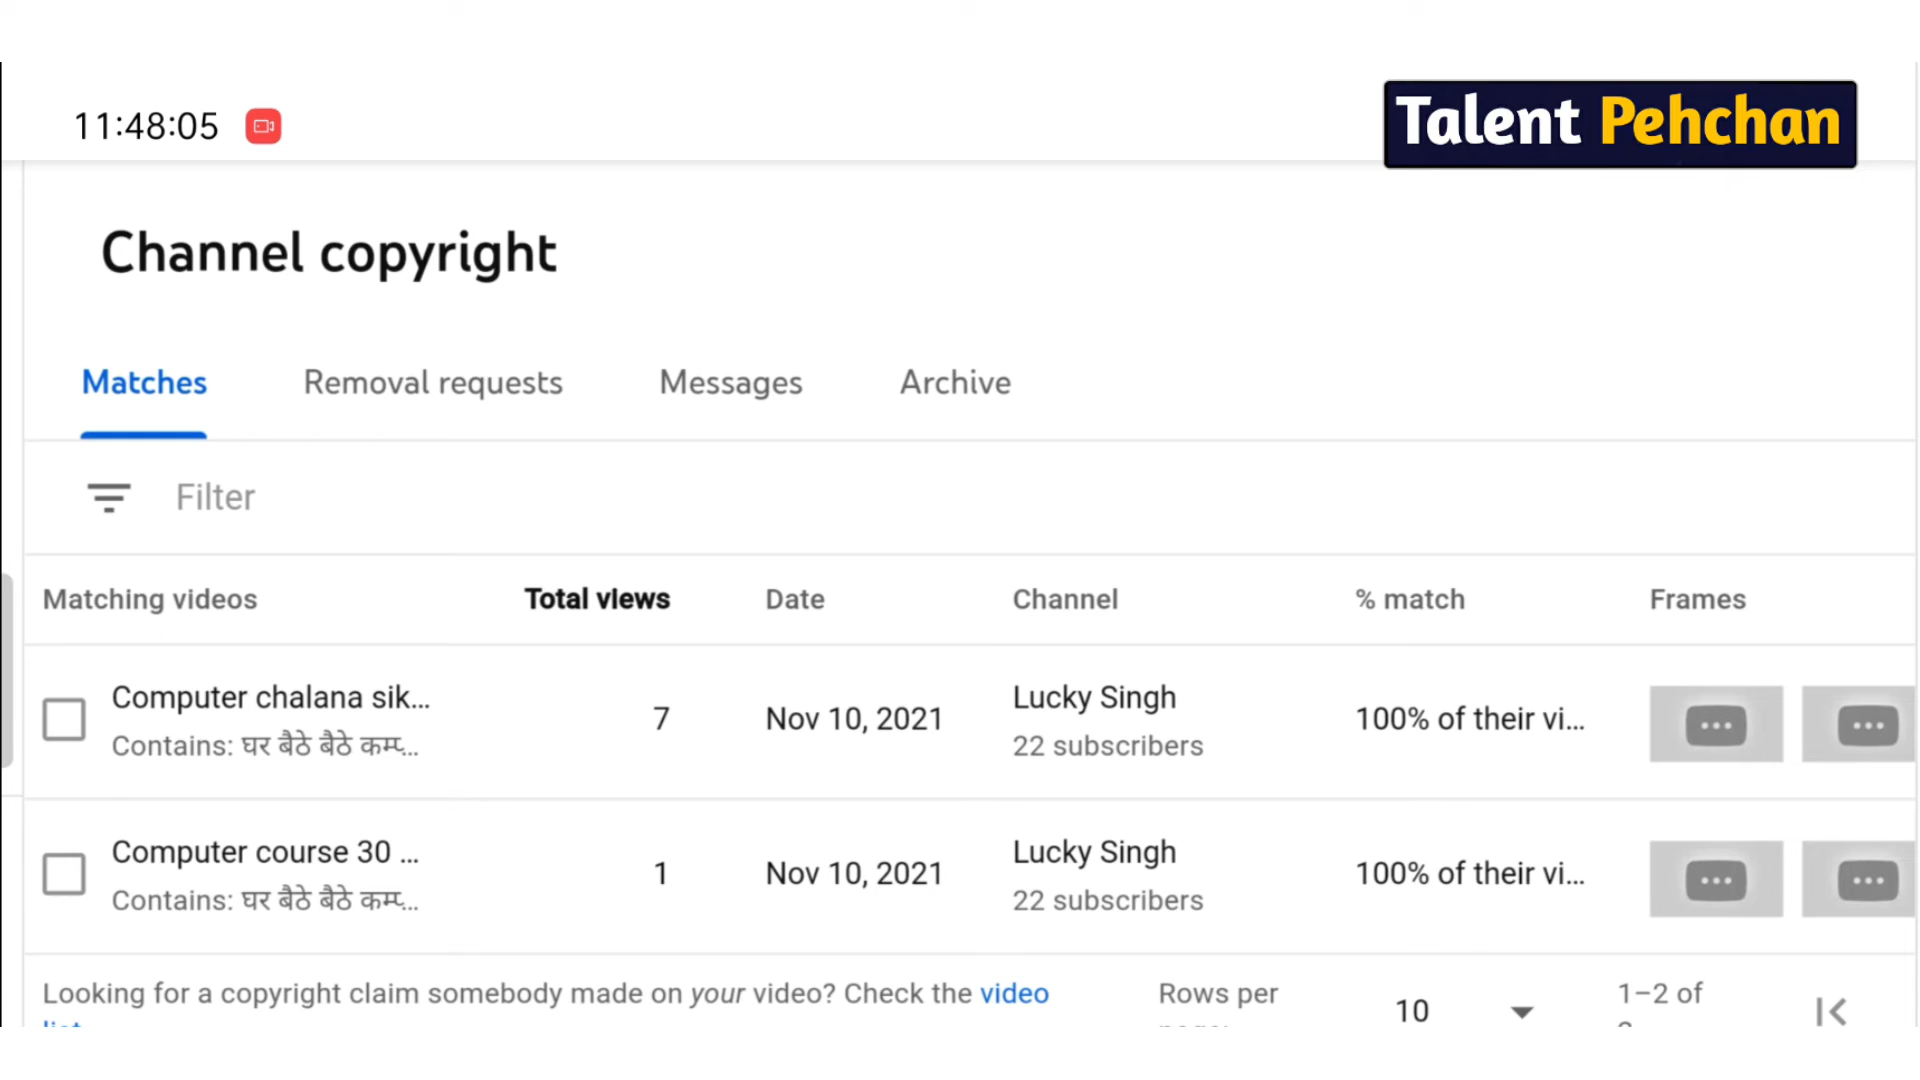 11:48:05
Talent Pehchan
Channel copyright
Matches Removal requests Messages Archive
Filter
Matching videos Total views Date Channel % match Frames
Computer chalana sik... 7 Nov 10, 2021 Lucky Singh 100% of their vi...
Contains: घर बैठे बैठे कम्प... 22 subscribers
Computer course 30 ... 1 Nov 10, 2021 Lucky Singh 100% of their vi...
Contains: घर बैठे बैठे कम्प... 22 subscribers
Looking for a copyright claim somebody made on your video? Check the video Rows per 10 1–2 of